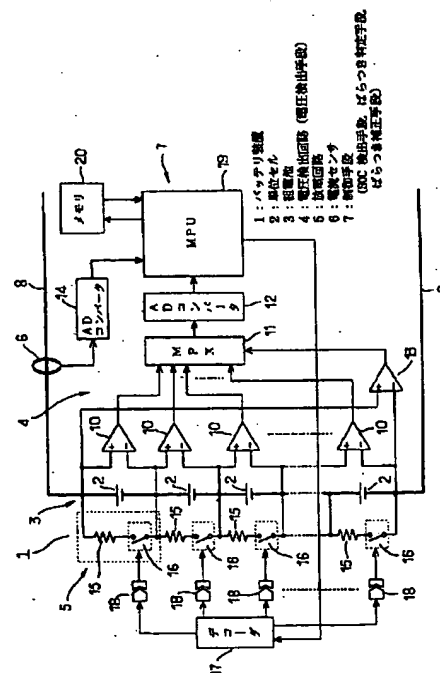 20
メモリ
7
8
6
14
ADコンバータ
19
MPU
4
12
ADコンバータ
11
MPX
13
10
10
10
10
3
2
2
2
2
1
5
15
15
15
15
16
16
16
16
18
18
18
18
17
デコーダ
1:バッテリ装置
2:単位セル
3:組電池
4:電圧検出回路(電圧検出手段)
5:放電回路
6:電流センサ
7:制御手段
(SOC検出手段、ばらつき判定手段、
ばらつき補正手段)